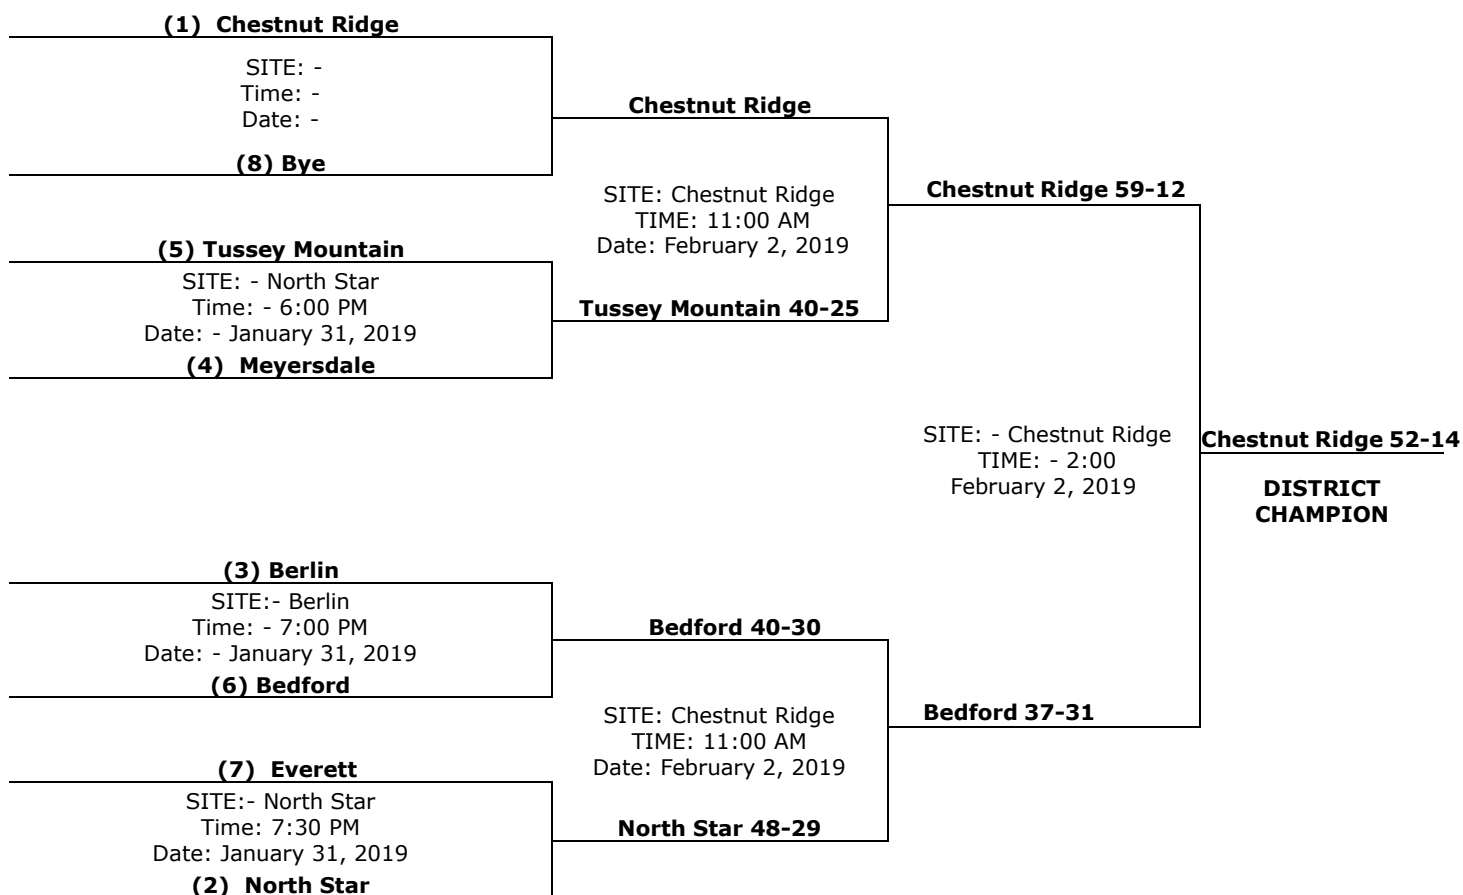 (1)  Chestnut Ridge
SITE: -
Time: -
Date: -
(8) Bye
(5) Tussey Mountain
SITE: - North Star
Time: - 6:00 PM
Date: - January 31, 2019
(4)  Meyersdale
(3) Berlin
SITE:- Berlin
Time: - 7:00 PM
Date: - January 31, 2019
(6) Bedford
(7)  Everett
SITE:- North Star
Time: 7:30 PM
Date: January 31, 2019
(2)  North Star
Chestnut Ridge
SITE: Chestnut Ridge
TIME: 11:00 AM
Date: February 2, 2019
Tussey Mountain 40-25
Bedford 40-30
SITE: Chestnut Ridge
TIME: 11:00 AM
Date: February 2, 2019
North Star 48-29
Chestnut Ridge 59-12
SITE: - Chestnut Ridge
TIME: - 2:00
February 2, 2019
Bedford 37-31
Chestnut Ridge 52-14
DISTRICT
CHAMPION